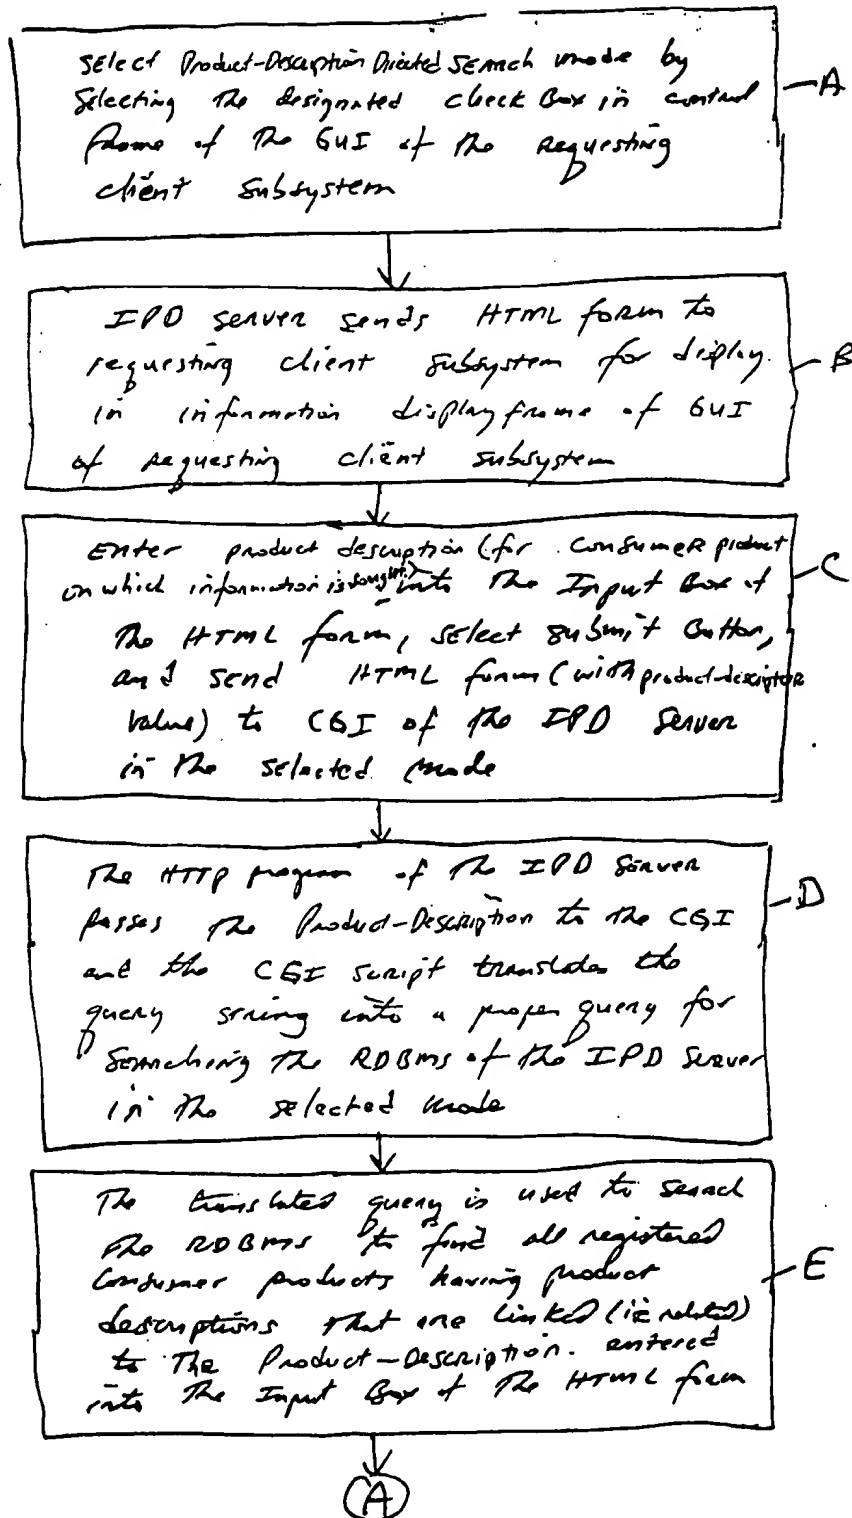 Select Product-Description Directed Search mode by
Selecting the designated check Box in control
frame of the GUI of the requesting
client subsystem
A
IPD server sends HTML form to
requesting client subsystem for display
in information display frame of GUI
of requesting client subsystem
B
Enter product description (for consumer product
on which information is sought) into the Input Box of
the HTML form, select submit Button,
and send HTML form (with product-descriptor
value) to CGI of the IPD Server
in the selected mode
C
The HTTP program of the IPD Server
passes the Product-Description to the CGI
and the CGI script translates the
query string into a proper query for
Searching the RDBMS of the IPD Server
in the selected mode
D
The translated query is used to search
the RDBMS to find all registered
consumer products having product
descriptions that are linked (ie related)
to the Product-Description. entered
into the Input Box of the HTML form
E
A